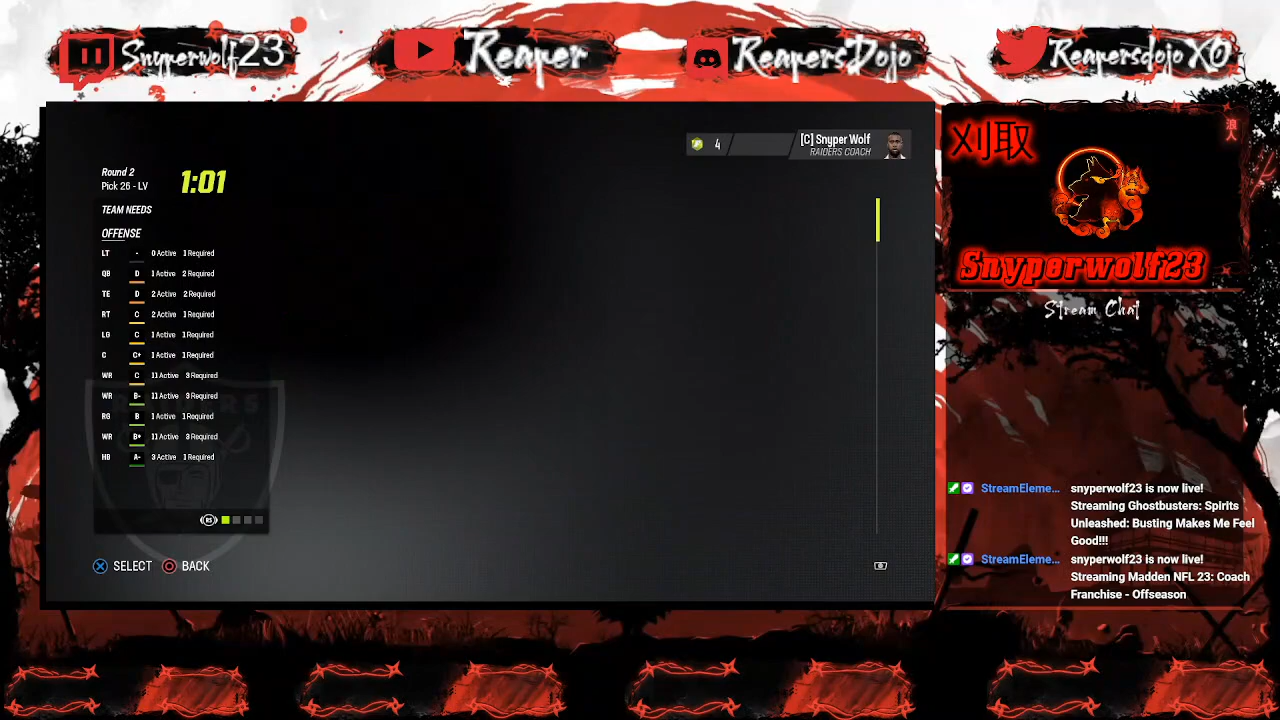 Snyperwolf23
Reaper
ReapersDojo
ReapersdojoXO
4
[C] Snyper Wolf
RAIDERS COACH
Round 2
Pick 26 - LV
1:01
TEAM NEEDS
OFFENSE
LT - 0 Active 1 Required
QB D 1 Active 2 Required
TE D 2 Active 2 Required
RT C 2 Active 1 Required
LG C 1 Active 1 Required
C C+ 1 Active 1 Required
WR C 11 Active 3 Required
WR B- 11 Active 3 Required
RG B 1 Active 1 Required
WR B+ 11 Active 3 Required
HB A- 3 Active 1 Required
RS
SELECT
BACK
刈取
浪人
Snyperwolf23
Stream Chat
StreamEleme... snyperwolf23 is now live!
Streaming Ghostbusters: Spirits
Unleashed: Busting Makes Me Feel
Good!!!
StreamEleme... snyperwolf23 is now live!
Streaming Madden NFL 23: Coach
Franchise - Offseason